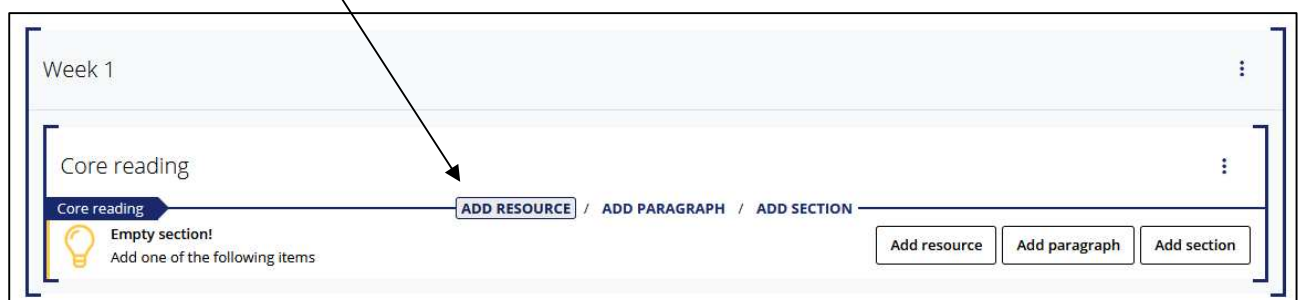 Week 1
Core reading
Core reading
ADD RESOURCE / ADD PARAGRAPH / ADD SECTION
Empty section!
Add one of the following items
Add resource
Add paragraph
Add section